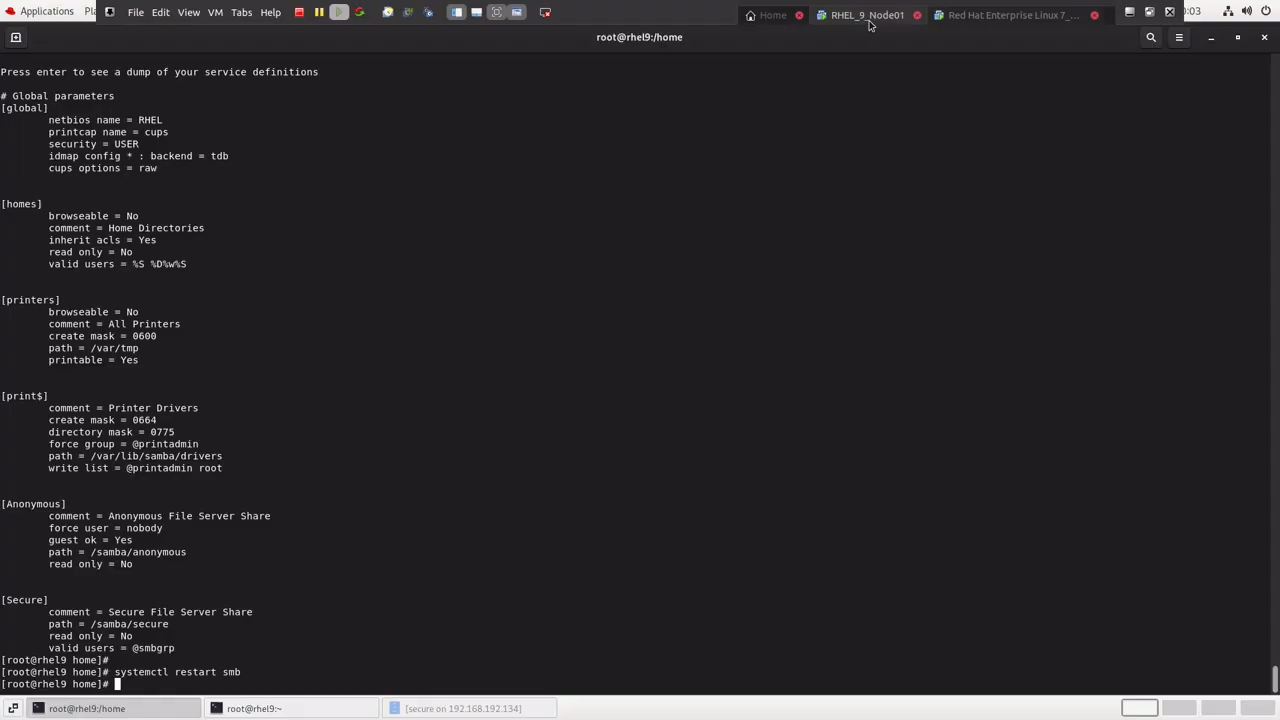 Applications Pla File Edit View VM Tabs Help Home RHEL_9_Node01 Red Hat Enterprise Linux 7_... 0:03
root@rhel9:/home
Press enter to see a dump of your service definitions
# Global parameters
[global]
netbios name = RHEL
printcap name = cups
security = USER
idmap config * : backend = tdb
cups options = raw
[homes]
browseable = No
comment = Home Directories
inherit acls = Yes
read only = No
valid users = %S %D%w%S
[printers]
browseable = No
comment = All Printers
create mask = 0600
path = /var/tmp
printable = Yes
[print$]
comment = Printer Drivers
create mask = 0664
directory mask = 0775
force group = @printadmin
path = /var/lib/samba/drivers
write list = @printadmin root
[Anonymous]
comment = Anonymous File Server Share
force user = nobody
guest ok = Yes
path = /samba/anonymous
read only = No
[Secure]
comment = Secure File Server Share
path = /samba/secure
read only = No
valid users = @smbgrp
[root@rhel9 home]#
[root@rhel9 home]# systemctl restart smb
[root@rhel9 home]#
root@rhel9:/home root@rhel9:~ [secure on 192.168.192.134]